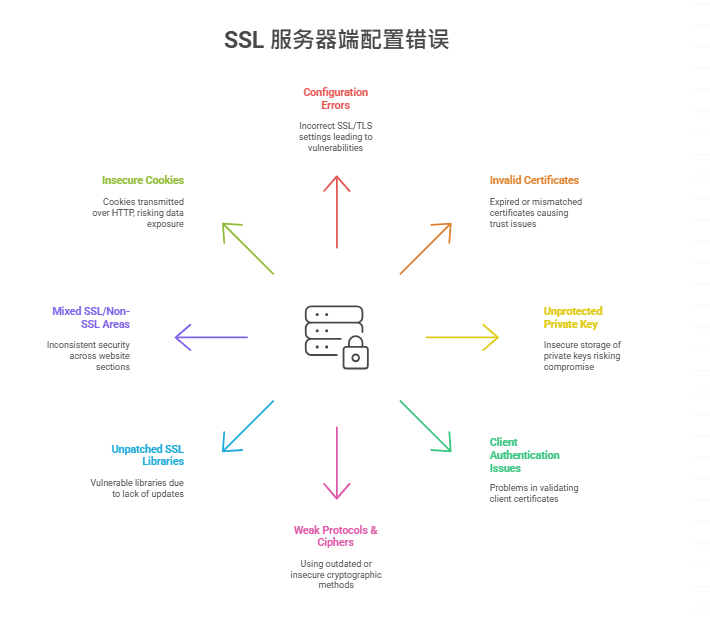 SSL 服务器端配置错误
Configuration
Errors
Incorrect SSL/TLS
settings leading to
vulnerabilities
Insecure Cookies
Cookies transmitted
over HTTP, risking data
exposure
Invalid Certificates
Expired or mismatched
certificates causing
trust issues
Mixed SSL/Non-
SSL Areas
Inconsistent security
across website
sections
Unprotected
Private Key
Insecure storage of
private keys risking
compromise
Unpatched SSL
Libraries
Vulnerable libraries due
to lack of updates
Client
Authentication
Issues
Problems in validating
client certificates
Weak Protocols &
Ciphers
Using outdated or
insecure cryptographic
methods